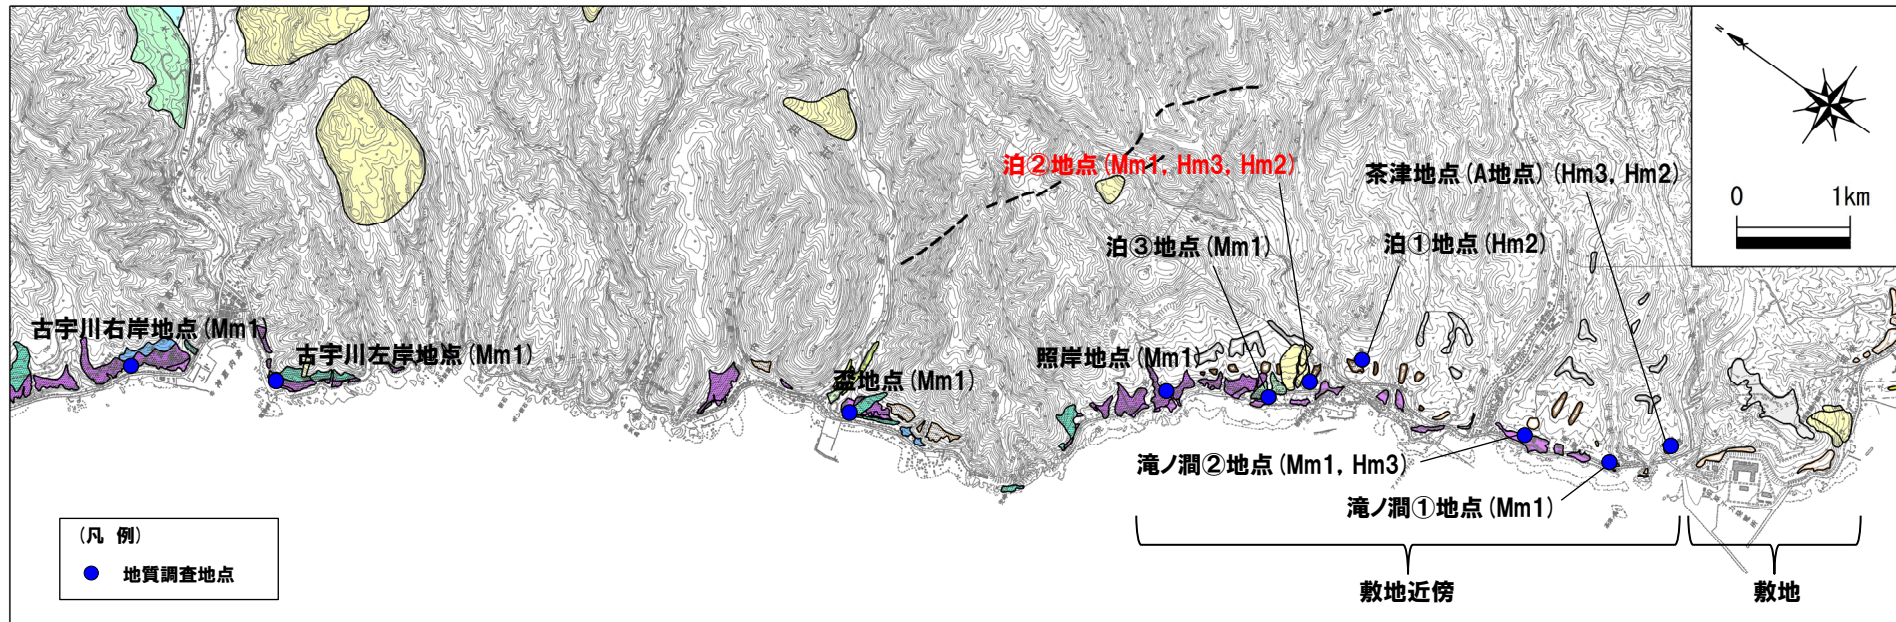 N
0 1km
泊②地点(Mm1, Hm3, Hm2)
茶津地点(A地点)(Hm3, Hm2)
泊③地点(Mm1)
泊①地点(Hm2)
古宇川右岸地点(Mm1)
古宇川左岸地点(Mm1)
盃地点(Mm1)
照岸地点(Mm1)
滝ノ澗②地点(Mm1, Hm3)
滝ノ澗①地点(Mm1)
(凡 例)
地質調査地点
敷地近傍
敷地